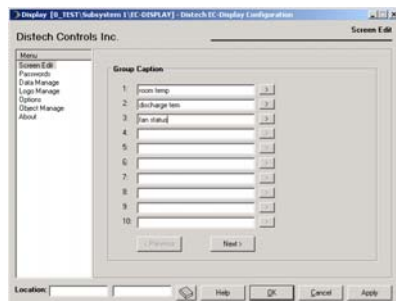 Display [0_TEST\Subsystem 1\EC-DISPLAY] - Distech EC-Display Configuration
Distech Controls Inc.
Screen Edit
Menu
Screen Edit
Passwords
Data Manage
Logo Manage
Options
Object Manage
About
Group Caption
1: room temp >
2: discharge tem >
3: fan status >
4: >
5: >
6: >
7: >
8: >
9: >
10: >
< Previous Next >
Location: Help OK Cancel Apply